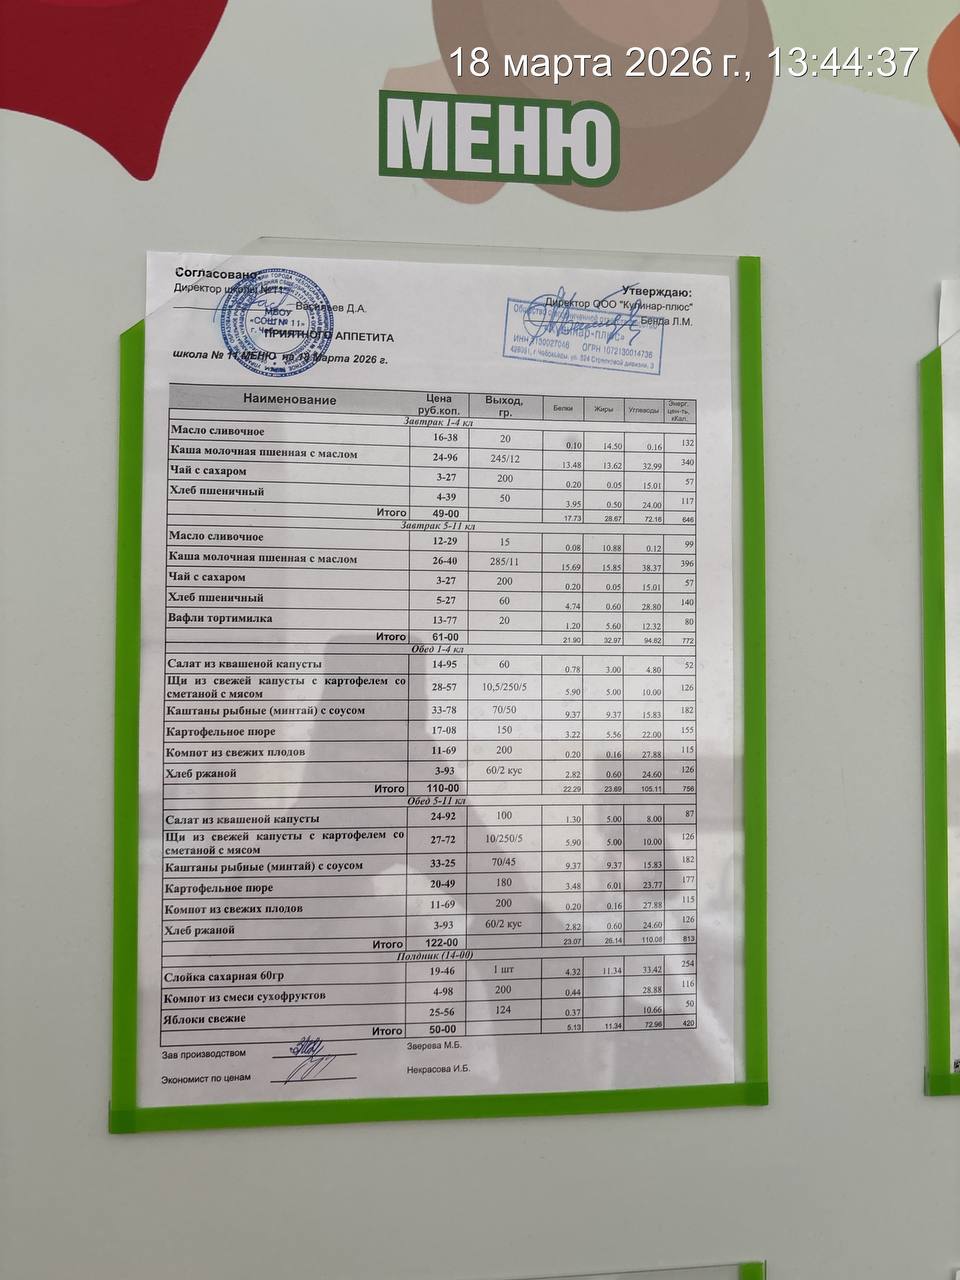 18 марта 2026 г., 13:44:37
МЕНЮ
Согласовано:
Утверждаю:
Директор школы №11
Директор ООО "Кулинар-плюс"
Васильев Д.А.
Бенда Л.М.
МБОУ
«СОШ № 11»
«Кулинар-плюс»
ОГРН 1072130014736
ПРИЯТНОГО АППЕТИТА
школа № 11 МЕНЮ на 18 Марта 2026 г.
Наименование Цена руб.коп. Выход, гр. Белки Жиры Углеводы Энерг. цен-ть, кКал.
Завтрак 1-4 кл
Масло сливочное 16-38 20 0.10 14.50 0.16 132
Каша молочная пшенная с маслом 24-96 245/12 13.48 13.62 32.99 340
Чай с сахаром 3-27 200 0.20 0.05 15.01 57
Хлеб пшеничный 4-39 50 3.95 0.50 24.00 117
Итого 49-00 17.73 28.67 72.16 646
Завтрак 5-11 кл
Масло сливочное 12-29 15 0.08 10.88 0.12 99
Каша молочная пшенная с маслом 26-40 285/11 15.69 15.85 38.37 396
Чай с сахаром 3-27 200 0.20 0.05 15.01 57
Хлеб пшеничный 5-27 60 4.74 0.60 28.80 140
Вафли тортимилка 13-77 20 1.20 5.60 12.32 80
Итого 61-00 21.90 32.97 94.62 772
Обед 1-4 кл
Салат из квашеной капусты 14-95 60 0.78 3.00 4.80 52
Щи из свежей капусты с картофелем со
сметаной с мясом 28-57 10,5/250/5 5.90 5.00 10.00 126
Каштаны рыбные (минтай) с соусом 33-78 70/50 9.37 9.37 15.83 182
Картофельное пюре 17-08 150 3.22 5.56 22.00 155
Компот из свежих плодов 11-69 200 0.20 0.16 27.88 115
Хлеб ржаной 3-93 60/2 кус 2.82 0.60 24.60 126
Итого 110-00 22.29 23.69 105.11 756
Обед 5-11 кл
Салат из квашеной капусты 24-92 100 1.30 5.00 8.00 87
Щи из свежей капусты с картофелем со
сметаной с мясом 27-72 10/250/5 5.90 5.00 10.00 126
Каштаны рыбные (минтай) с соусом 33-25 70/45 9.37 9.37 15.83 182
Картофельное пюре 20-49 180 3.48 6.01 23.77 177
Компот из свежих плодов 11-69 200 0.20 0.16 27.88 115
Хлеб ржаной 3-93 60/2 кус 2.82 0.60 24.60 126
Итого 122-00 23.07 26.14 110.08 813
Полдник (14-00)
Слойка сахарная 60гр 19-46 1 шт 4.32 11.34 33.42 254
Компот из смеси сухофруктов 4-98 200 0.44 28.88 116
Яблоки свежие 25-56 124 0.37 10.66 50
Итого 50-00 5.13 11.34 72.96 420
Зав производством Зверева М.Б.
Экономист по ценам Некрасова И.Б.